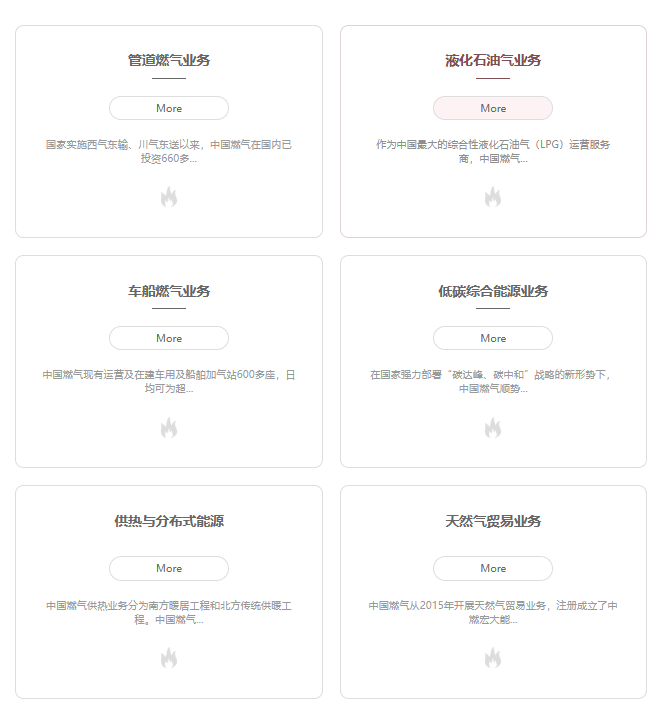 管道燃气业务
More
国家实施西气东输、川气东送以来，中国燃气在国内已
投资660多...
液化石油气业务
More
作为中国最大的综合性液化石油气（LPG）运营服务
商，中国燃气...
车船燃气业务
More
中国燃气现有运营及在建车用及船舶加气站600多座，日
均可为超...
低碳综合能源业务
More
在国家强力部署“碳达峰、碳中和”战略的新形势下，
中国燃气顺势...
供热与分布式能源
More
中国燃气供热业务分为南方暖居工程和北方传统供暖工
程。中国燃气...
天然气贸易业务
More
中国燃气从2015年开展天然气贸易业务，注册成立了中
燃宏大能...